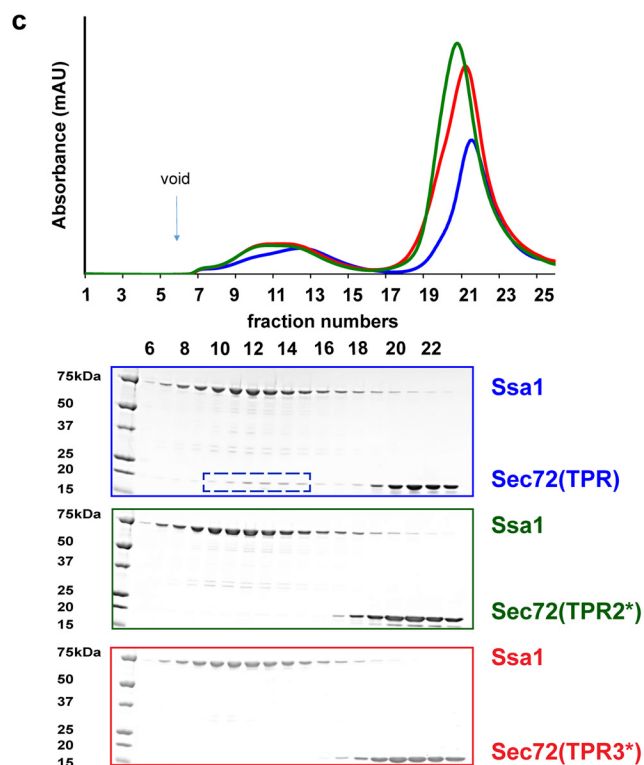 c
Absorbance (mAU)
void
1 3 5 7 9 11 13 15 17 19 21 23 25
fraction numbers
6 8 10 12 14 16 18 20 22
75kDa
50
37
25
20
15
Ssa1
Sec72(TPR)
75kDa
50
37
25
20
15
Ssa1
Sec72(TPR2*)
75kDa
50
37
25
20
15
Ssa1
Sec72(TPR3*)